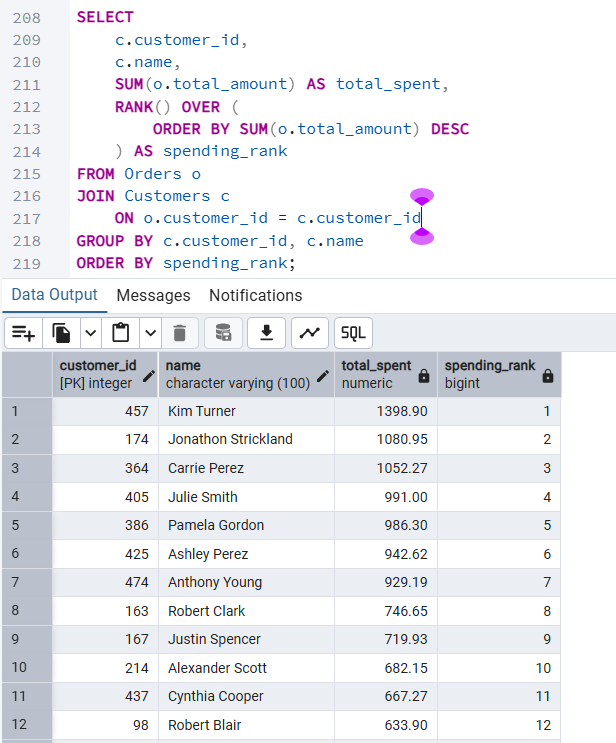 208 SELECT
209 c.customer_id,
210 c.name,
211 SUM(o.total_amount) AS total_spent,
212 RANK() OVER (
213 ORDER BY SUM(o.total_amount) DESC
214 ) AS spending_rank
215 FROM Orders o
216 JOIN Customers c
217 ON o.customer_id = c.customer_id
218 GROUP BY c.customer_id, c.name
219 ORDER BY spending_rank;
Data Output Messages Notifications
SQL
customer_id name total_spent spending_rank
[PK] integer character varying (100) numeric bigint
1 457 Kim Turner 1398.90 1
2 174 Jonathon Strickland 1080.95 2
3 364 Carrie Perez 1052.27 3
4 405 Julie Smith 991.00 4
5 386 Pamela Gordon 986.30 5
6 425 Ashley Perez 942.62 6
7 474 Anthony Young 929.19 7
8 163 Robert Clark 746.65 8
9 167 Justin Spencer 719.93 9
10 214 Alexander Scott 682.15 10
11 437 Cynthia Cooper 667.27 11
12 98 Robert Blair 633.90 12